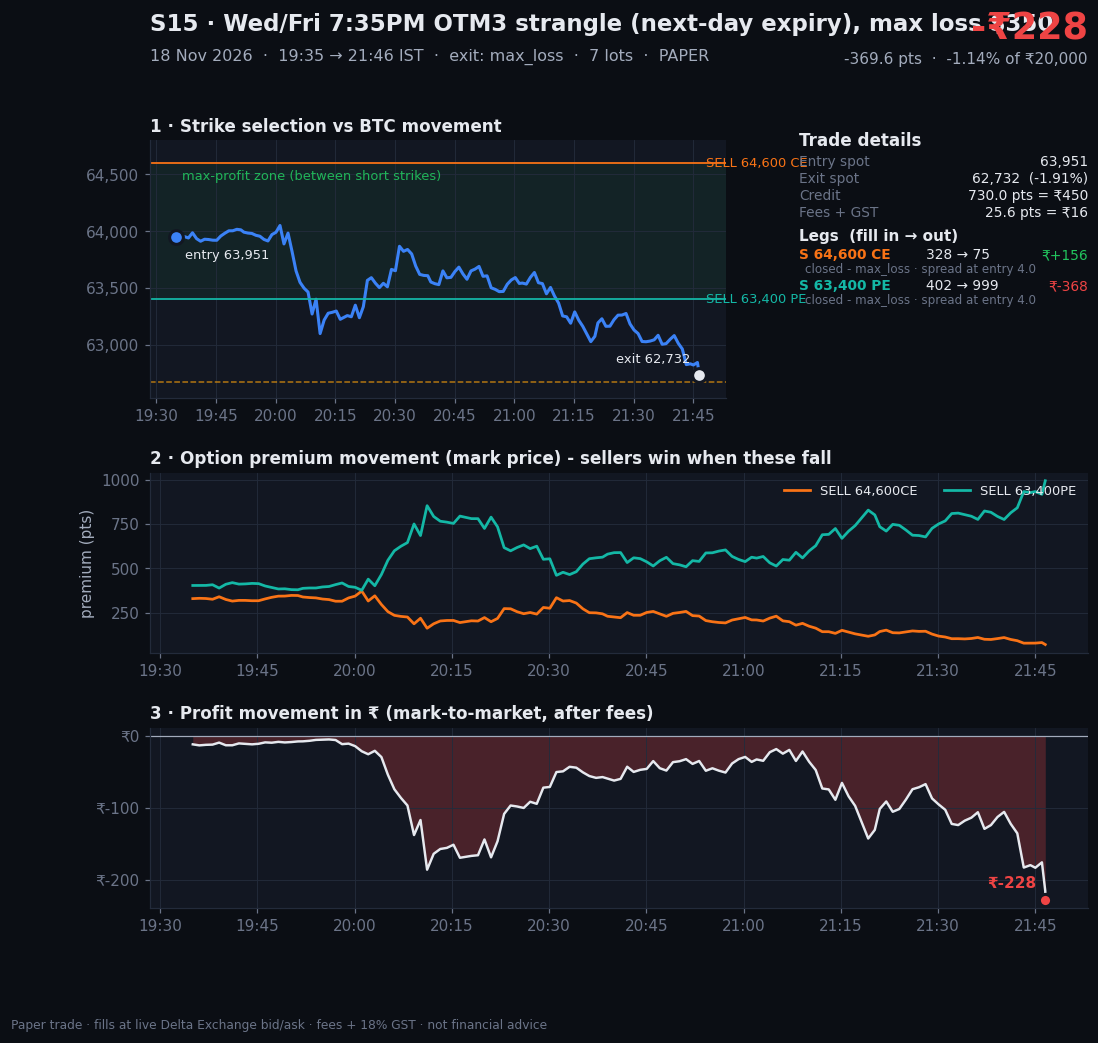 S15 · Wed/Fri 7:35PM OTM3 strangle (next-day expiry), max loss $350
-₹228
18 Nov 2026 · 19:35 → 21:46 IST · exit: max_loss · 7 lots · PAPER
-369.6 pts · -1.14% of ₹20,000
1 · Strike selection vs BTC movement
SELL 64,600 CE
max-profit zone (between short strikes)
entry 63,951
SELL 63,400 PE
exit 62,732
64,500
64,000
63,500
63,000
19:30 19:45 20:00 20:15 20:30 20:45 21:00 21:15 21:30 21:45
Trade details
Entry spot 63,951
Exit spot 62,732 (-1.91%)
Credit 730.0 pts = ₹450
Fees + GST 25.6 pts = ₹16
Legs (fill in → out)
S 64,600 CE 328 → 75 ₹+156
closed - max_loss · spread at entry 4.0
S 63,400 PE 402 → 999 ₹-368
closed - max_loss · spread at entry 4.0
2 · Option premium movement (mark price) - sellers win when these fall
SELL 64,600CE SELL 63,400PE
premium (pts)
1000
750
500
250
19:30 19:45 20:00 20:15 20:30 20:45 21:00 21:15 21:30 21:45
3 · Profit movement in ₹ (mark-to-market, after fees)
₹0
₹-100
₹-200
₹-228
19:30 19:45 20:00 20:15 20:30 20:45 21:00 21:15 21:30 21:45
Paper trade · fills at live Delta Exchange bid/ask · fees + 18% GST · not financial advice